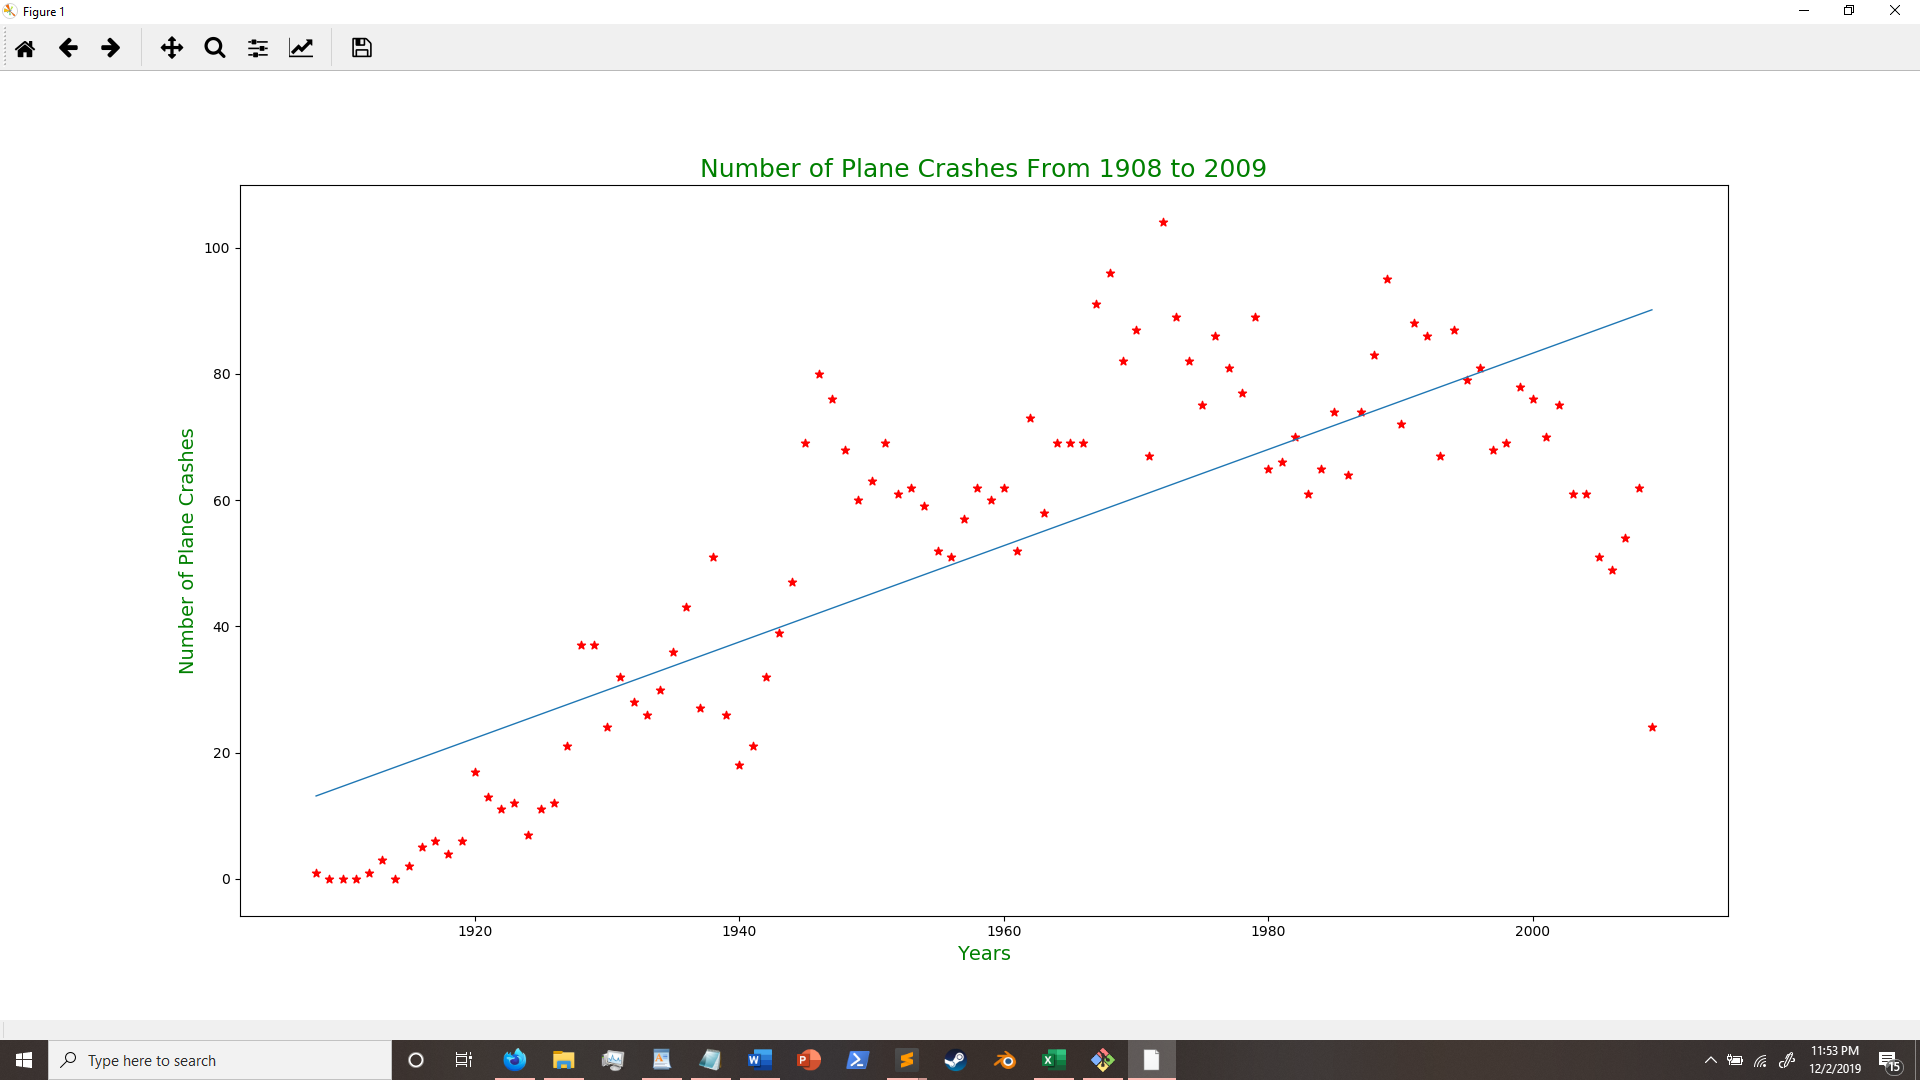 Figure 1
Number of Plane Crashes From 1908 to 2009
100
80
60
40
20
0
Number of Plane Crashes
1920 1940 1960 1980 2000
Years
Type here to search
11:53 PM
12/2/2019
15